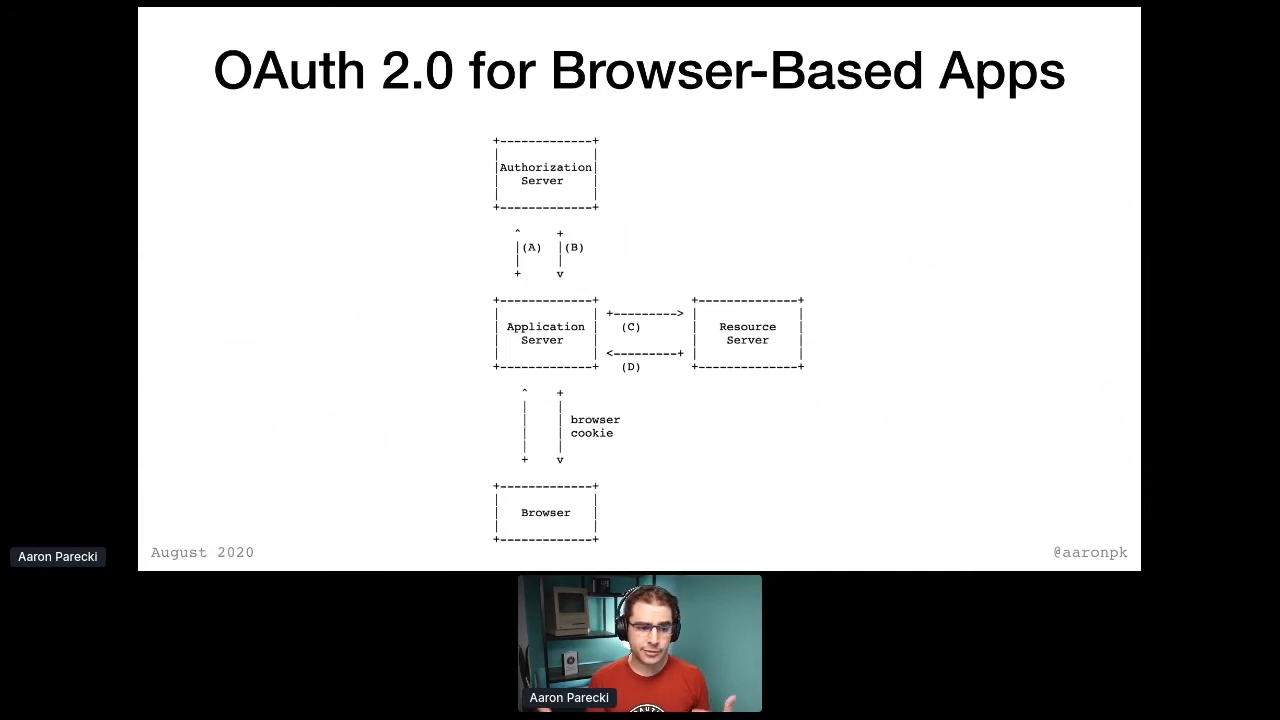 OAuth 2.0 for Browser-Based Apps
+-------------+
Authorization
Server
+-------------+
^ +
|(A) |(B)
+ v
+-------------+ +--------------+
+--------->
Application (C) Resource
Server Server
<---------+
+-------------+ (D) +--------------+
^ +
browser
cookie
+ v
+-------------+
Browser
+-------------+
August 2020
@aaronpk
Aaron Parecki
Aaron Parecki